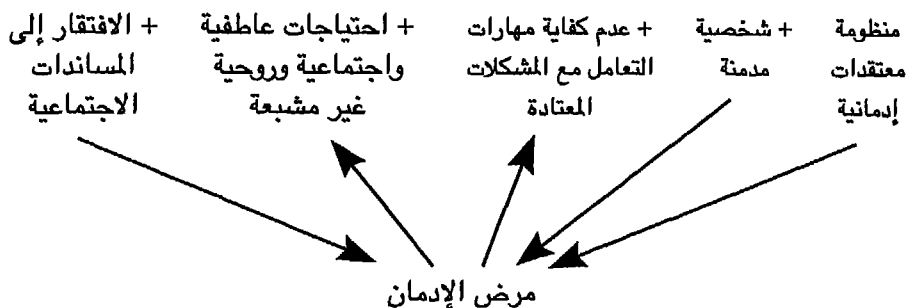 منظومة
معتقدات
إدمانية
+ شخصية
مدمنة
+ عدم كفاية مهارات
التعامل مع المشكلات
المعتادة
+ احتياجات عاطفية
واجتماعية وروحية
غير مشبعة
+ الافتقار إلى
المساندات
الاجتماعية
مرض الإدمان